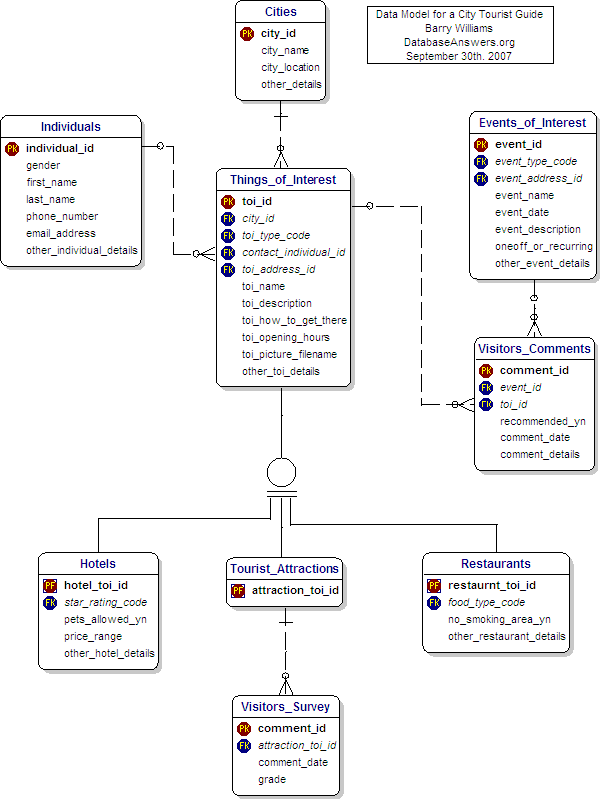 Cities
PK city_id
city_name
city_location
other_details
Data Model for a City Tourist Guide
Barry Williams
DatabaseAnswers.org
September 30th. 2007
Individuals
PK individual_id
gender
first_name
last_name
phone_number
email_address
other_individual_details
Things_of_Interest
PK toi_id
FK city_id
FK toi_type_code
FK contact_individual_id
FK toi_address_id
toi_name
toi_description
toi_how_to_get_there
toi_opening_hours
toi_picture_filename
other_toi_details
Events_of_Interest
PK event_id
FK event_type_code
FK event_address_id
event_name
event_date
event_description
oneoff_or_recurring
other_event_details
Visitors_Comments
PK comment_id
FK event_id
FK toi_id
recommended_yn
comment_date
comment_details
Hotels
PF hotel_toi_id
FK star_rating_code
pets_allowed_yn
price_range
other_hotel_details
Tourist_Attractions
PF attraction_toi_id
Restaurants
PF restaurnt_toi_id
FK food_type_code
no_smoking_area_yn
other_restaurant_details
Visitors_Survey
PK comment_id
FK attraction_toi_id
comment_date
grade